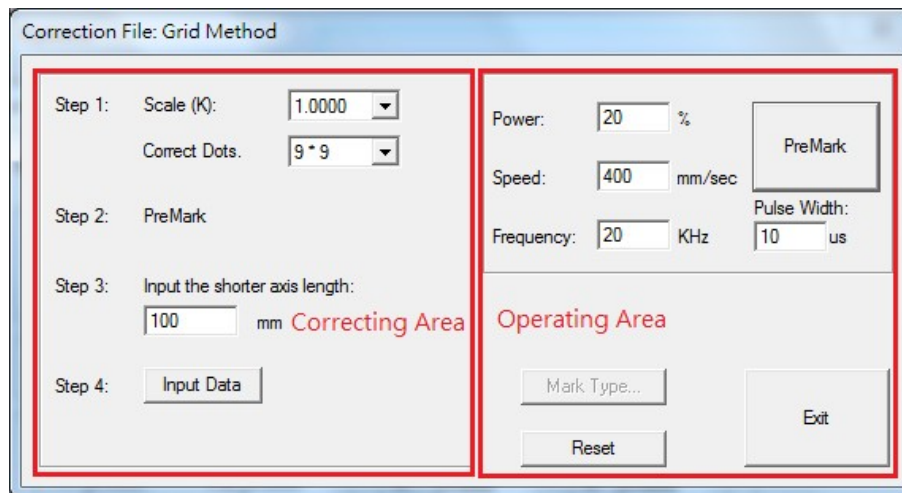 Correction File: Grid Method
Step 1: Scale (K): 1.0000
Correct Dots. 9 * 9
Step 2: PreMark
Step 3: Input the shorter axis length:
100 mm Correcting Area
Step 4: Input Data
Power: 20 %
PreMark
Speed: 400 mm/sec
Pulse Width:
Frequency: 20 KHz 10 us
Operating Area
Mark Type...
Exit
Reset